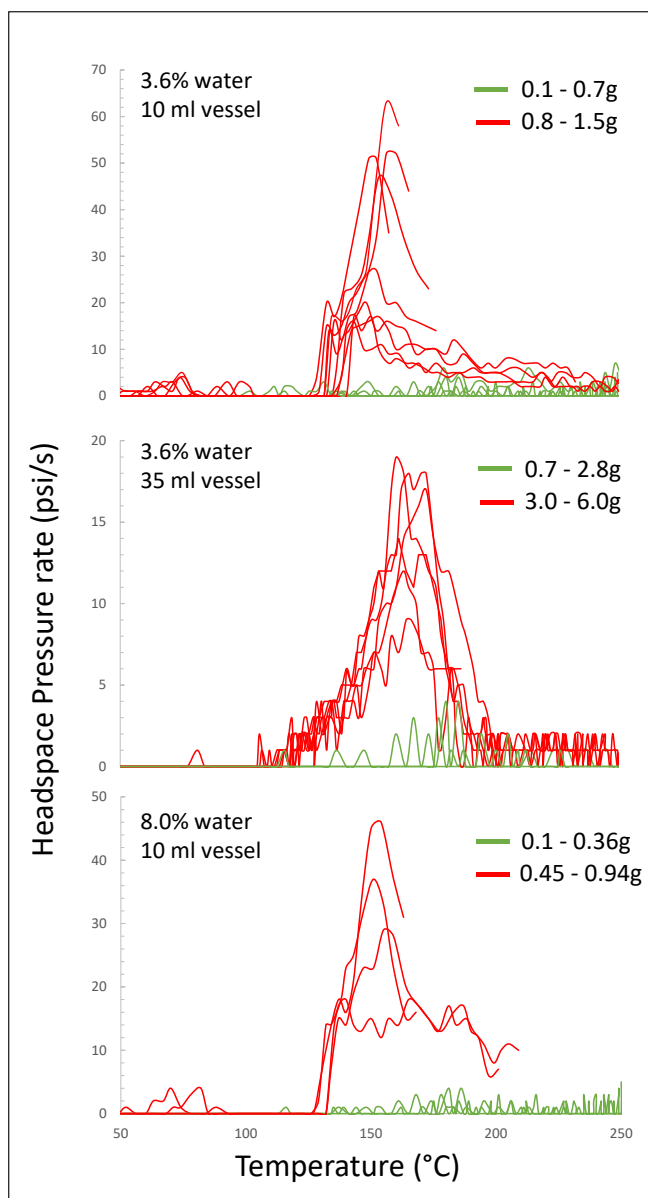 3.6% water
10 ml vessel
0.1 - 0.7g
0.8 - 1.5g
70
60
50
40
30
20
10
0
3.6% water
35 ml vessel
0.7 - 2.8g
3.0 - 6.0g
20
15
10
5
0
8.0% water
10 ml vessel
0.1 - 0.36g
0.45 - 0.94g
50
40
30
20
10
0
50 100 150 200 250
Headspace Pressure rate (psi/s)
Temperature (°C)